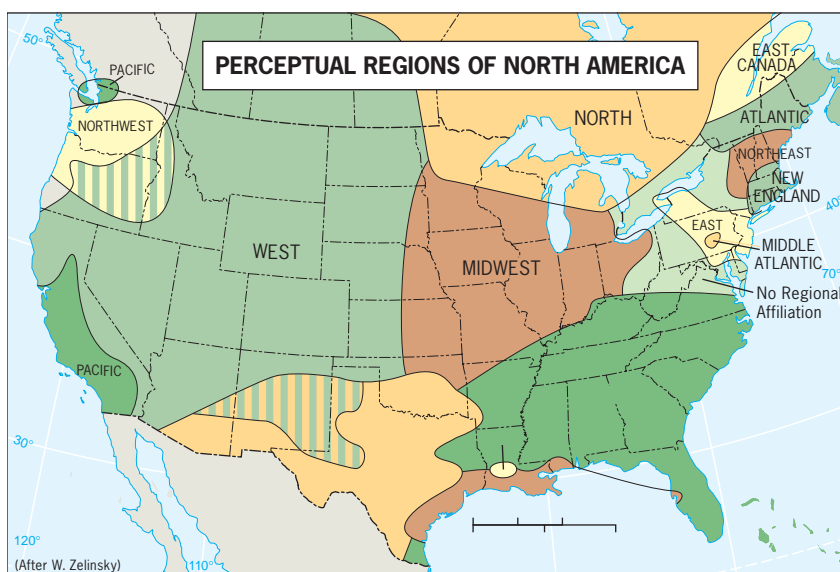 PERCEPTUAL REGIONS OF NORTH AMERICA
50°
PACIFIC
NORTHWEST
NORTH
EAST
CANADA
ATLANTIC
NORTHEAST
NEW
ENGLAND
40°
EAST
MIDDLE
ATLANTIC
70°
No Regional
Affiliation
WEST
MIDWEST
PACIFIC
30°
120°
110°
(After W. Zelinsky)